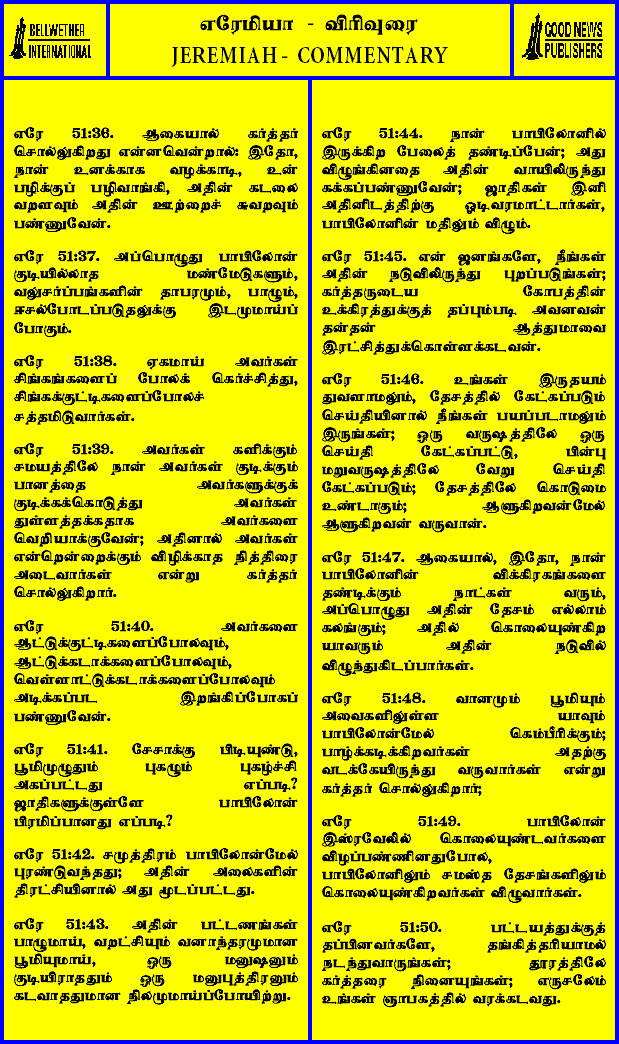 BELLWETHER
INTERNATIONAL
எரேமியா - விரிவுரை
JEREMIAH - COMMENTARY
GOOD NEWS
PUBLISHERS
எரே 51:36. ஆகையால் கர்த்தர்
சொல்லுகிறது என்னவென்றால்: இதோ,
நான் உனக்காக வழக்காடி, உன்
பழிக்குப் பழிவாங்கி, அதின் கடலை
வறளவும் அதின் ஊற்றைச் சுவறவும்
பண்ணுவேன்.
எரே 51:37. அப்பொழுது பாபிலோன்
குடியில்லாத மண்மேடுகளும்,
வலுசர்ப்பங்களின் தாபரமும், பாழும்,
ஈசல்போடப்படுதலுக்கு இடமுமாய்ப்
போகும்.
எரே 51:38. ஏகமாய் அவர்கள்
சிங்கங்களைப் போலக் கெர்ச்சித்து,
சிங்கக்குட்டிகளைப்போலச்
சத்தமிடுவார்கள்.
எரே 51:39. அவர்கள் களிக்கும்
சமயத்திலே நான் அவர்கள் குடிக்கும்
பானத்தை அவர்களுக்குக்
குடிக்கக்கொடுத்து அவர்கள்
துள்ளத்தக்கதாக அவர்களை
வெறியாக்குவேன்; அதினால் அவர்கள்
என்றென்றைக்கும் விழிக்காத நித்திரை
அடைவார்கள் என்று கர்த்தர்
சொல்லுகிறார்.
எரே 51:40. அவர்களை
ஆட்டுக்குட்டிகளைப்போலவும்,
ஆட்டுக்கடாக்களைப்போலவும்,
வெள்ளாட்டுக்கடாக்களைப்போலவும்
அடிக்கப்பட இறங்கிப்போகப்
பண்ணுவேன்.
எரே 51:41. சேசாக்கு பிடியுண்டு,
பூமிமுழுதும் புகழும் புகழ்ச்சி
அகப்பட்டது எப்படி?
ஜாதிகளுக்குள்ளே பாபிலோன்
பிரமிப்பானது எப்படி?
எரே 51:42. சமுத்திரம் பாபிலோன்மேல்
புரண்டுவந்தது; அதின் அலைகளின்
திரட்சியினால் அது மூடப்பட்டது.
எரே 51:43. அதின் பட்டணங்கள்
பாழுமாய், வறட்சியும் வனாந்தரமுமான
பூமியுமாய், ஒரு மனுஷனும்
குடியிராததும் ஒரு மனுபுத்திரனும்
கடவாததுமான நிலமுமாய்ப்போயிற்று.
எரே 51:44. நான் பாபிலோனில்
இருக்கிற பேலைத் தண்டிப்பேன்; அது
விழுங்கினதை அதின் வாயிலிருந்து
கக்கப்பண்ணுவேன்; ஜாதிகள் இனி
அதினிடத்திற்கு ஓடிவரமாட்டார்கள்,
பாபிலோனின் மதிலும் விழும்.
எரே 51:45. என் ஜனங்களே, நீங்கள்
அதின் நடுவிலிருந்து புறப்படுங்கள்;
கர்த்தருடைய கோபத்தின்
உக்கிரத்துக்குத் தப்பும்படி அவனவன்
தன்தன் ஆத்துமாவை
இரட்சித்துக்கொள்ளக்கடவன்.
எரே 51:46. உங்கள் இருதயம்
துவளாமலும், தேசத்தில் கேட்கப்படும்
செய்தியினால் நீங்கள் பயப்படாமலும்
இருங்கள்; ஒரு வருஷத்திலே ஒரு
செய்தி கேட்கப்பட்டு, பின்பு
மறுவருஷத்திலே வேறு செய்தி
கேட்கப்படும்; தேசத்திலே கொடுமை
உண்டாகும்; ஆளுகிறவன்மேல்
ஆளுகிறவன் வருவான்.
எரே 51:47. ஆகையால், இதோ, நான்
பாபிலோனின் விக்கிரகங்களை
தண்டிக்கும் நாட்கள் வரும்,
அப்பொழுது அதின் தேசம் எல்லாம்
கலங்கும்; அதில் கொலையுண்கிற
யாவரும் அதின் நடுவில்
விழுந்துகிடப்பார்கள்.
எரே 51:48. வானமும் பூமியும்
அவைகளிலுள்ள யாவும்
பாபிலோன்மேல் கெம்பீரிக்கும்;
பாழ்க்கடிக்கிறவர்கள் அதற்கு
வடக்கேயிருந்து வருவார்கள் என்று
கர்த்தர் சொல்லுகிறார்;
எரே 51:49. பாபிலோன்
இஸ்ரவேலில் கொலையுண்டவர்களை
விழப்பண்ணினதுபோல,
பாபிலோனிலும் சமஸ்த தேசங்களிலும்
கொலையுண்கிறவர்கள் விழுவார்கள்.
எரே 51:50. பட்டயத்துக்குத்
தப்பினவர்களே, தங்கித்தரியாமல்
நடந்துவாருங்கள்; தூரத்திலே
கர்த்தரை நினையுங்கள்; எருசலேம்
உங்கள் ஞாபகத்தில் வரக்கடவது.